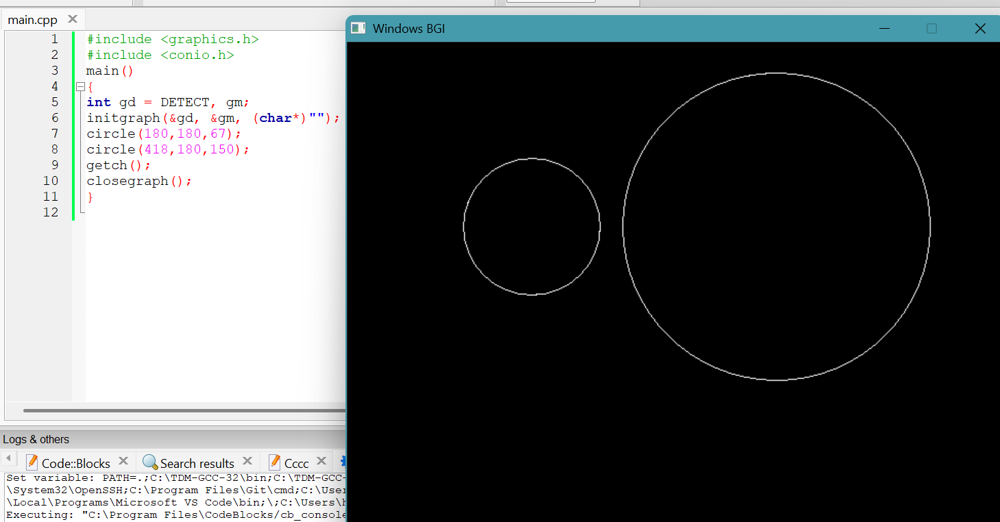 main.cpp
Windows BGI
1 #include <graphics.h>
2 #include <conio.h>
3 main()
4 {
5 int gd = DETECT, gm;
6 initgraph(&gd, &gm, (char*)"");
7 circle(180,180,67);
8 circle(418,180,150);
9 getch();
10 closegraph();
11 }
12
Logs & others
Code::Blocks
Search results
Cccc
Set variable: PATH=.;C:\TDM-GCC-32\bin;C:\TDM-GCC-
\System32\OpenSSH;C:\Program Files\Git\cmd;C:\User
\Local\Programs\Microsoft VS Code\bin;\;C:\Users\
Executing: "C:\Program Files\CodeBlocks/cb_console